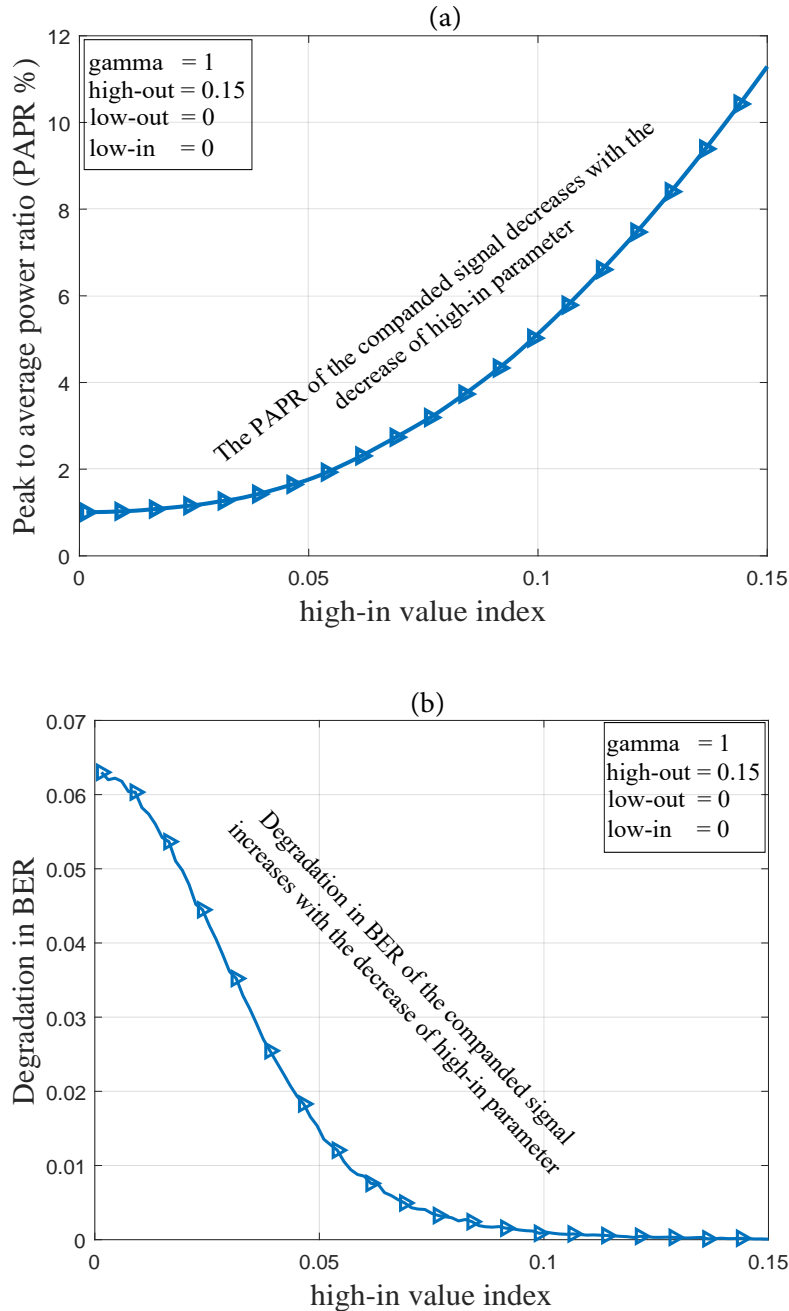 (a)
Peak to average power ratio (PAPR %)
12
10
8
6
4
2
0
gamma = 1
high-out = 0.15
low-out = 0
low-in = 0
The PAPR of the companded signal decreases with the
decrease of high-in parameter
0 0.05 0.1 0.15
high-in value index
(b)
Degradation in BER
0.07
0.06
0.05
0.04
0.03
0.02
0.01
0
gamma = 1
high-out = 0.15
low-out = 0
low-in = 0
Degradation in BER of the companded signal
increases with the decrease of high-in parameter
0 0.05 0.1 0.15
high-in value index